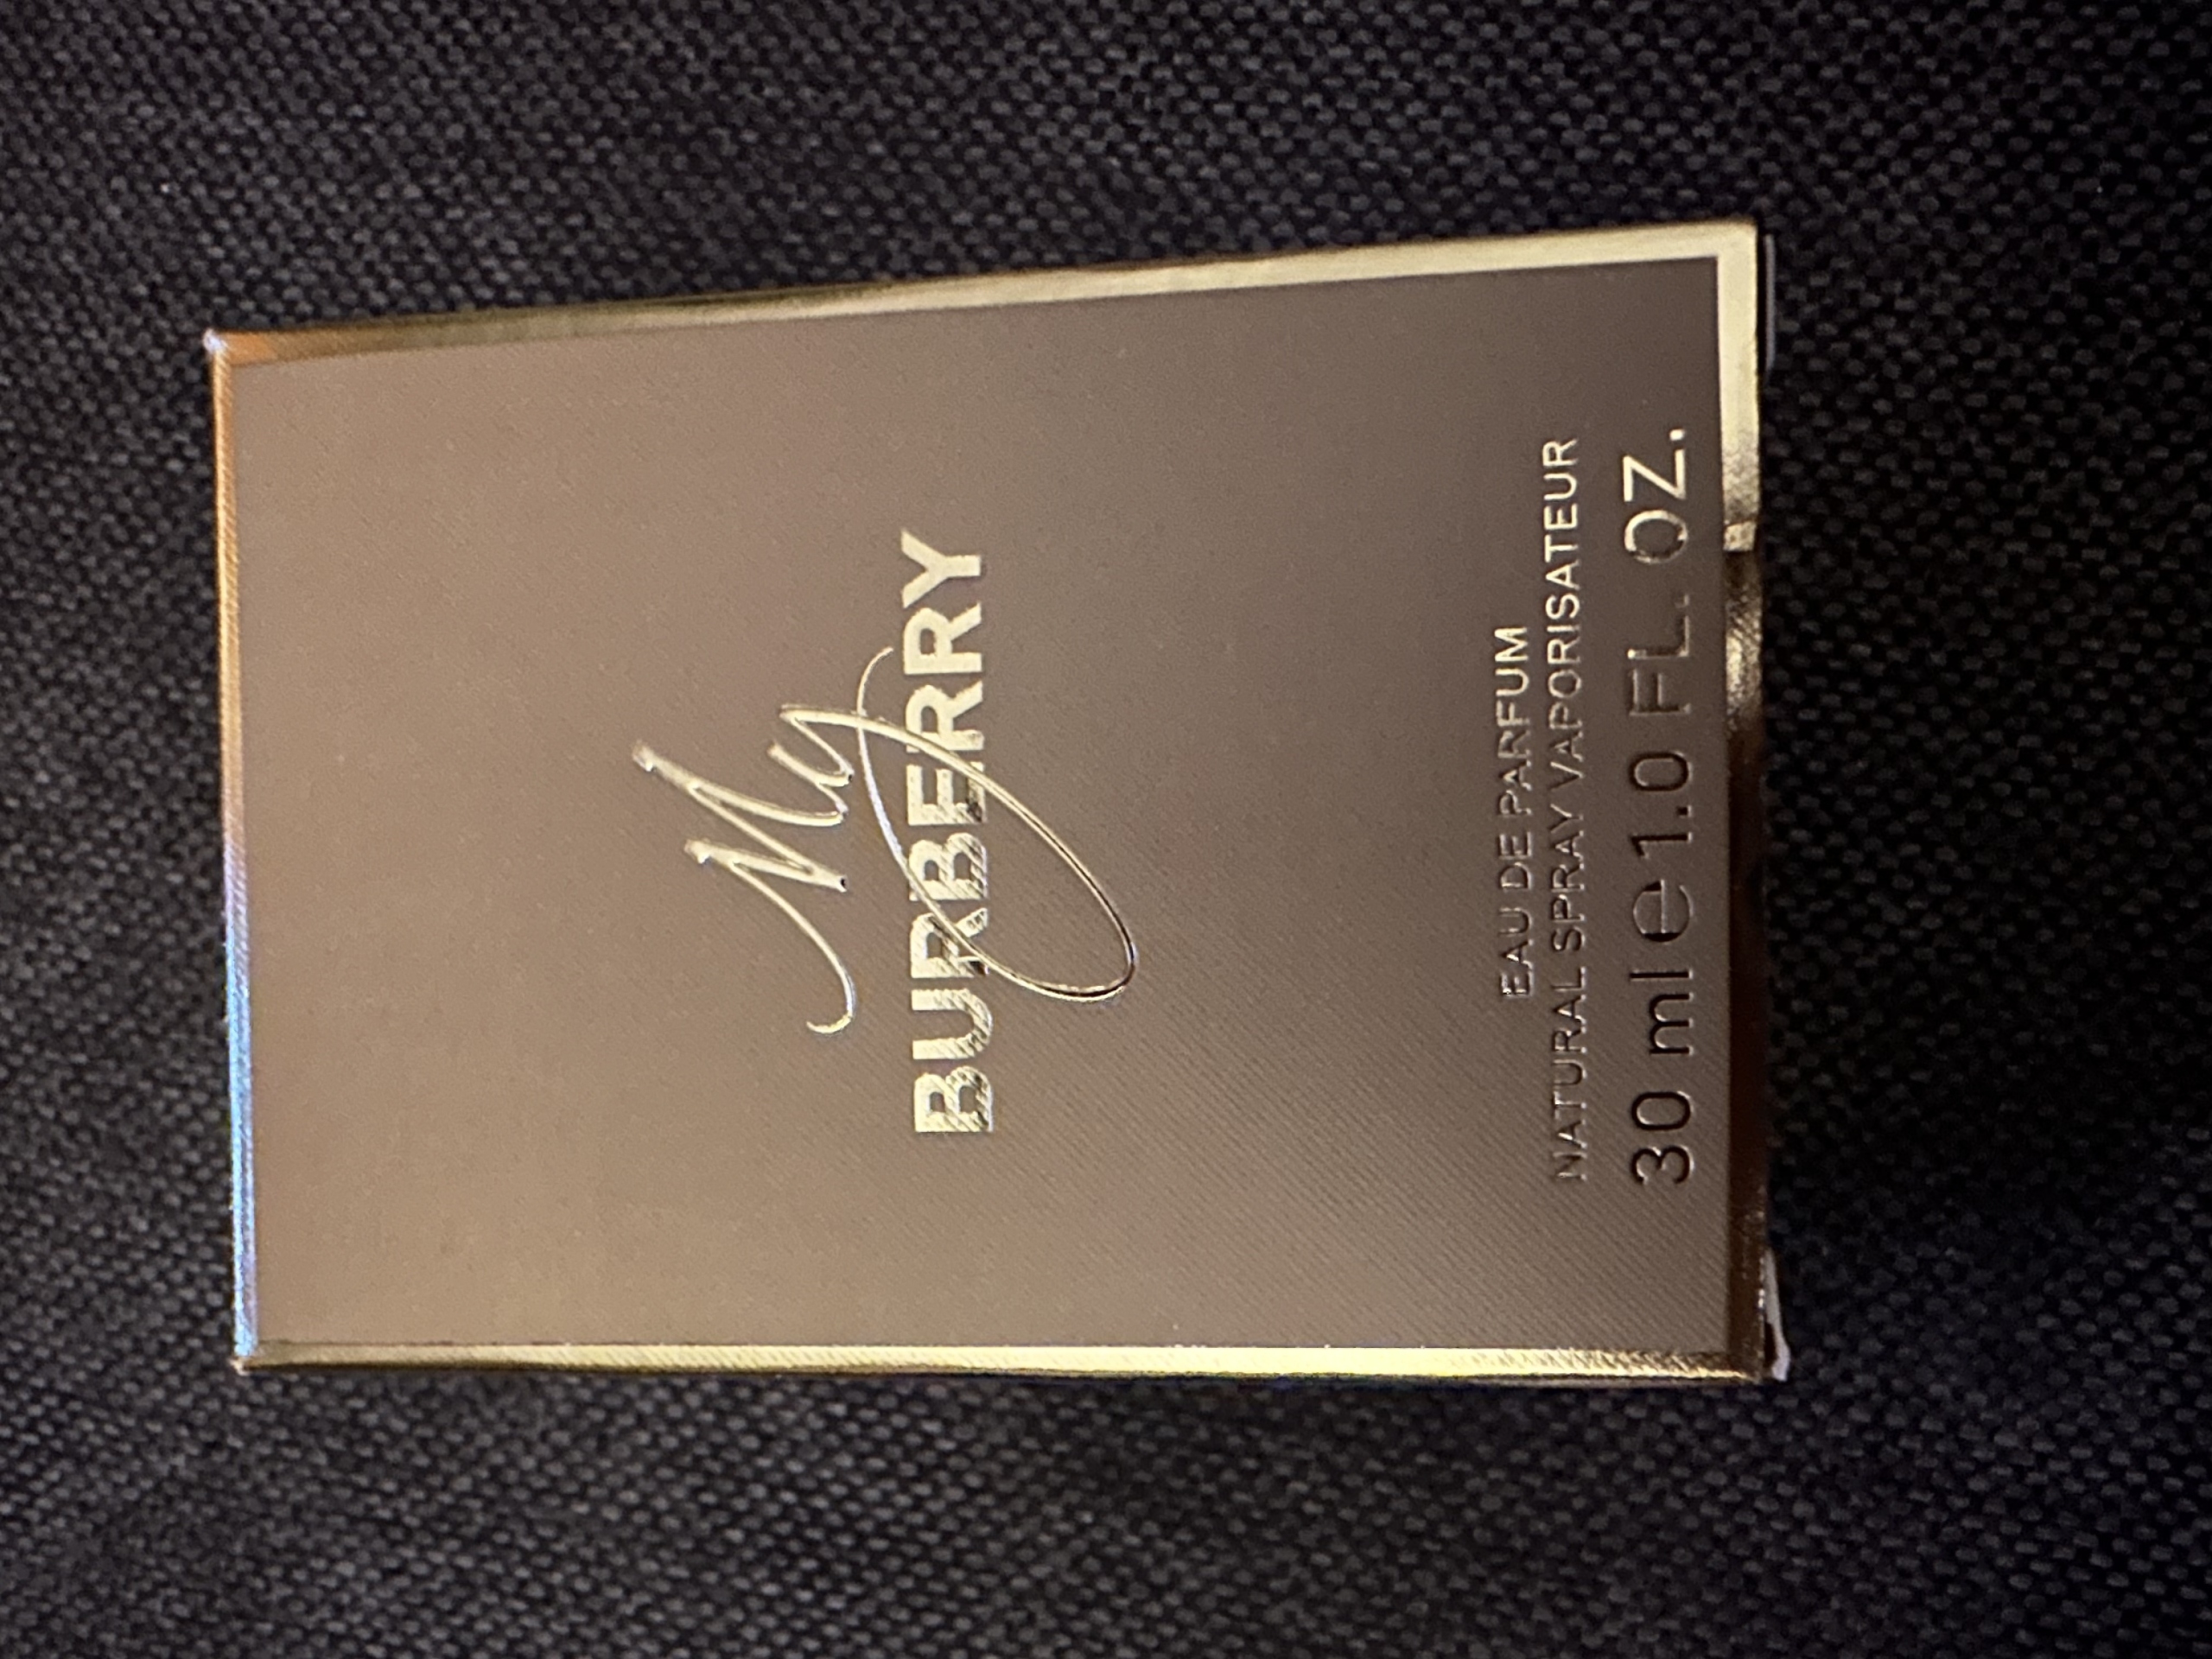 My
BURBERRY
EAU DE PARFUM
NATURAL SPRAY VAPORISATEUR
30 ml ℮ 1.0 FL. OZ.